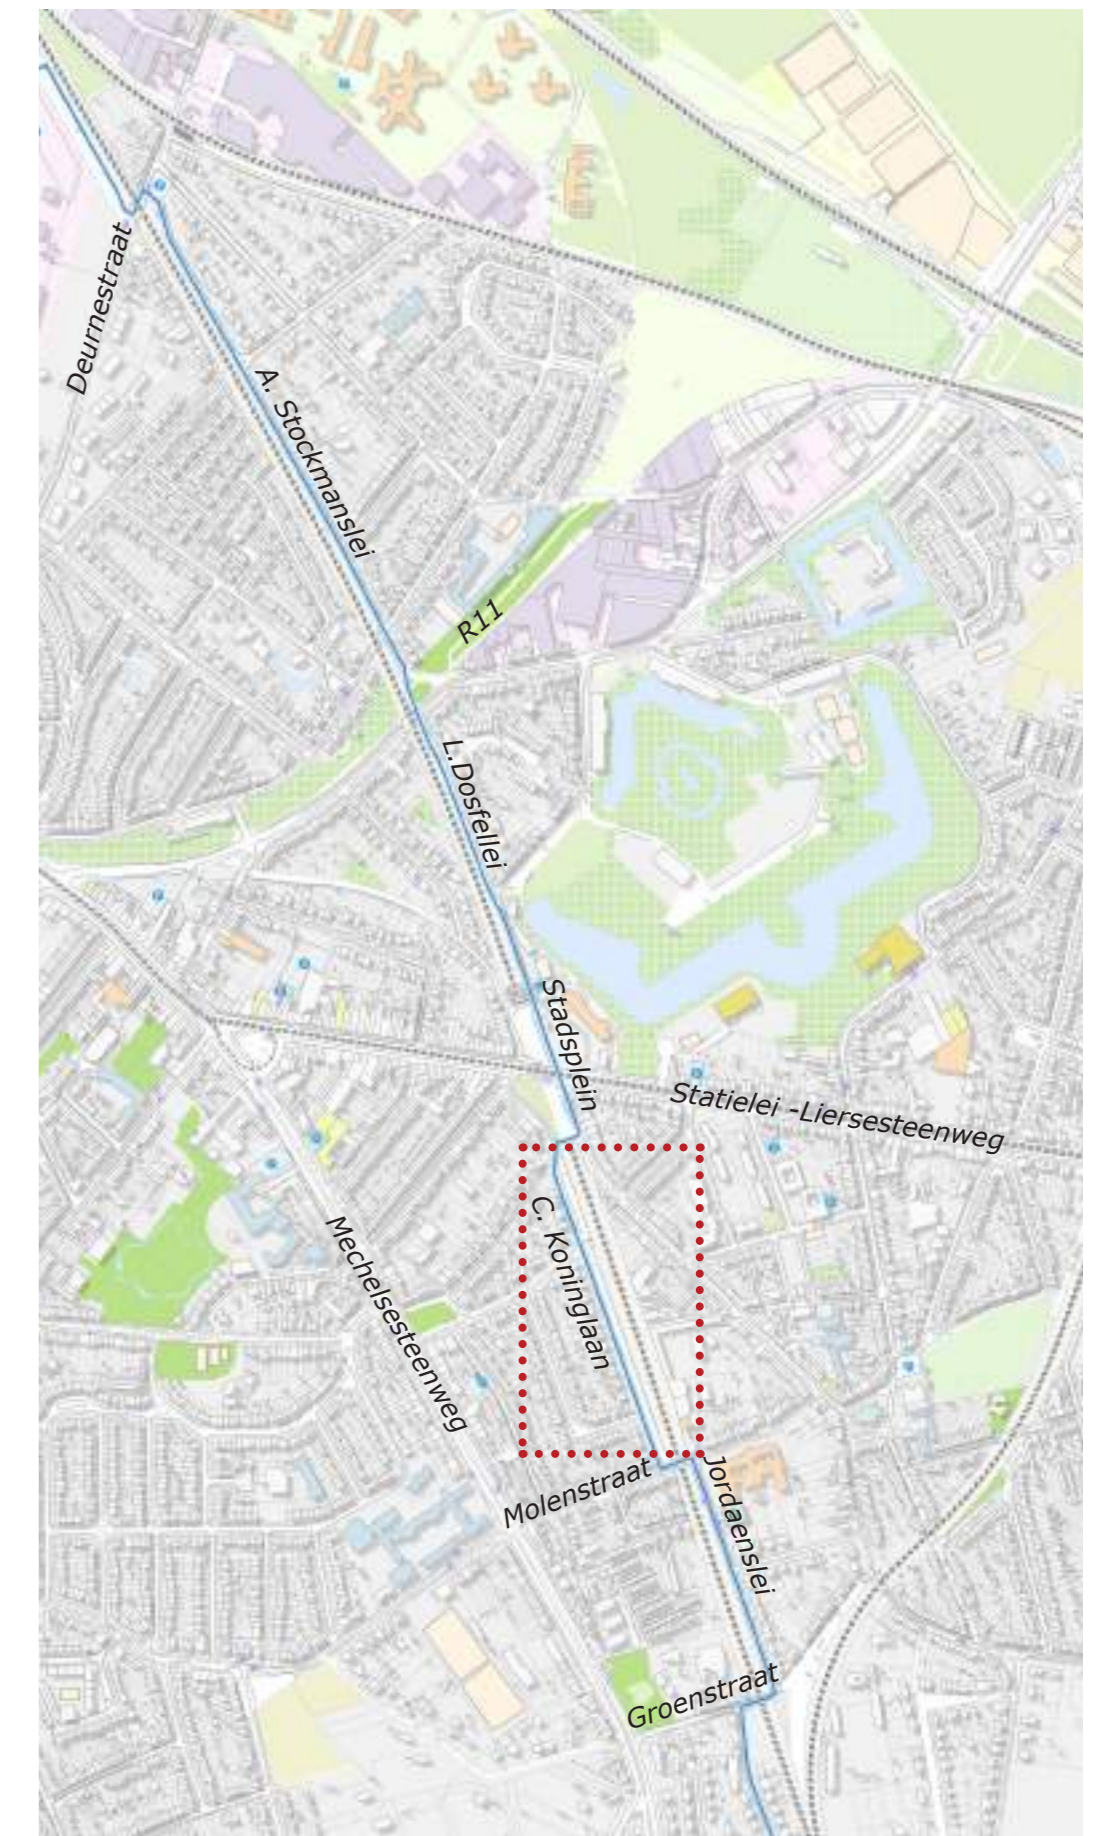 Deurnestraat
A. Stockmanslei
R11
L.Dosfellei
Stadsplein
Statielei -Liersesteenweg
C. Koninglaan
Mechelsesteenweg
Molenstraat
Jordaenslei
Groenstraat